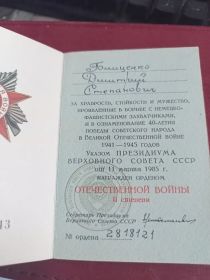 Дмитрий
Степанович
ЗА ХРАБРОСТЬ, СТОЙКОСТЬ И МУЖЕСТВО,
ПРОЯВЛЕННЫЕ В БОРЬБЕ С НЕМЕЦКО-
ФАШИСТСКИМИ ЗАХВАТЧИКАМИ,
И В ОЗНАМЕНОВАНИЕ 40-ЛЕТИЯ
ПОБЕДЫ СОВЕТСКОГО НАРОДА
В ВЕЛИКОЙ ОТЕЧЕСТВЕННОЙ ВОЙНЕ
1941—1945 ГОДОВ
Указом ПРЕЗИДИУМА
ВЕРХОВНОГО СОВЕТА СССР
от 11 марта 1985 г.
НАГРАЖДЕН ОРДЕНОМ
ОТЕЧЕСТВЕННОЙ ВОЙНЫ
II степени
Секретарь Президиума
Верховного Совета СССР
№ ордена 2818121
13